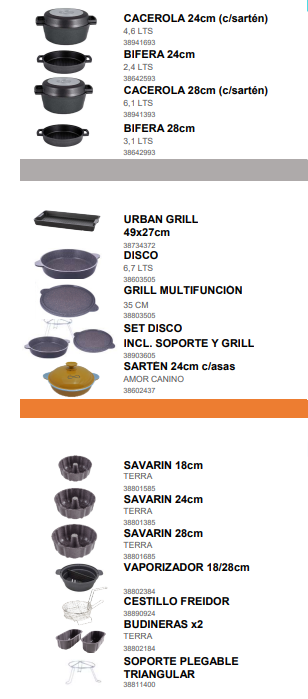 CACEROLA 24cm (c/sartén)
4,6 LTS
38941693
BIFERA 24cm
2,4 LTS
38642593
CACEROLA 28cm (c/sartén)
6,1 LTS
38941393
BIFERA 28cm
3,1 LTS
38642993
URBAN GRILL
49x27cm
38734372
DISCO
6,7 LTS
38603505
GRILL MULTIFUNCION
35 CM
38803505
SET DISCO
INCL. SOPORTE Y GRILL
38903605
SARTÉN 24cm c/asas
AMOR CANINO
38602437
SAVARIN 18cm
TERRA
38801585
SAVARIN 24cm
TERRA
38801385
SAVARIN 28cm
TERRA
38801685
VAPORIZADOR 18/28cm
38802384
CESTILLO FREIDOR
38890924
BUDINERAS x2
TERRA
38802184
SOPORTE PLEGABLE
TRIANGULAR
38811400